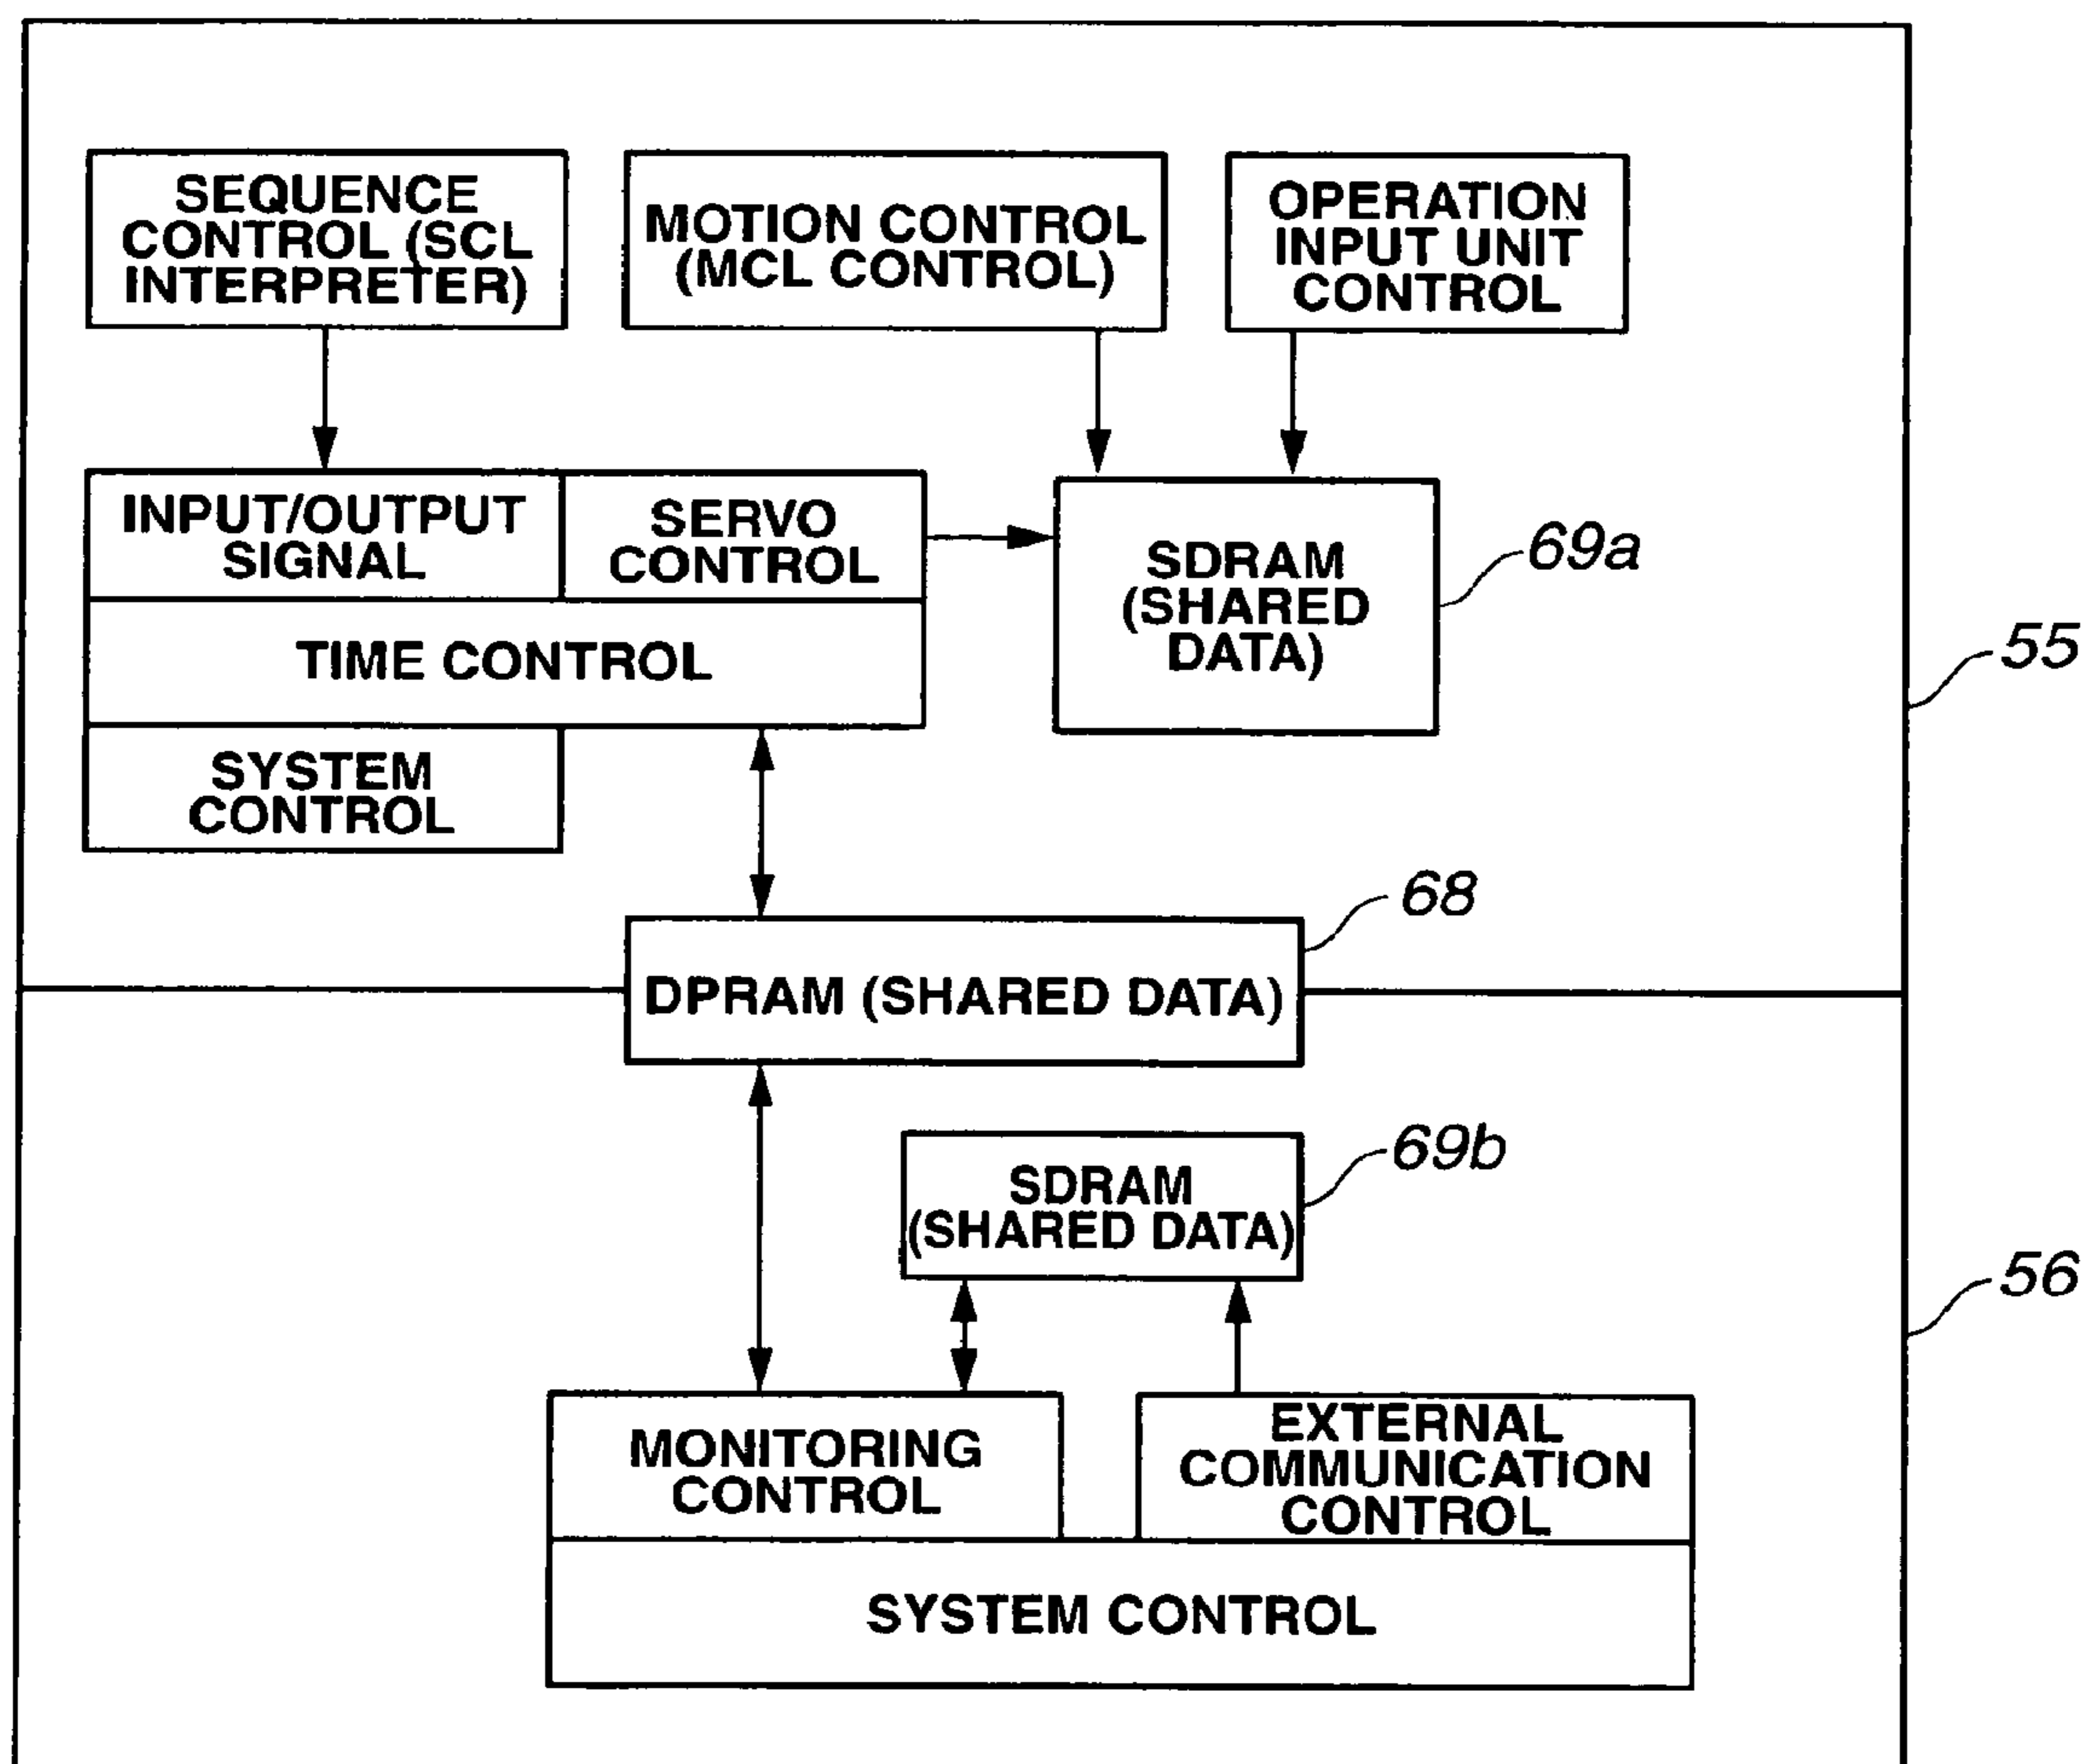 SEQUENCE
CONTROL (SCL
INTERPRETER)
MOTION CONTROL
(MCL CONTROL)
OPERATION
INPUT UNIT
CONTROL
INPUT/OUTPUT
SIGNAL
SERVO
CONTROL
SDRAM
(SHARED
DATA)
69a
55
TIME CONTROL
SYSTEM
CONTROL
68
DPRAM (SHARED DATA)
69b
SDRAM
(SHARED DATA)
56
MONITORING
CONTROL
EXTERNAL
COMMUNICATION
CONTROL
SYSTEM CONTROL